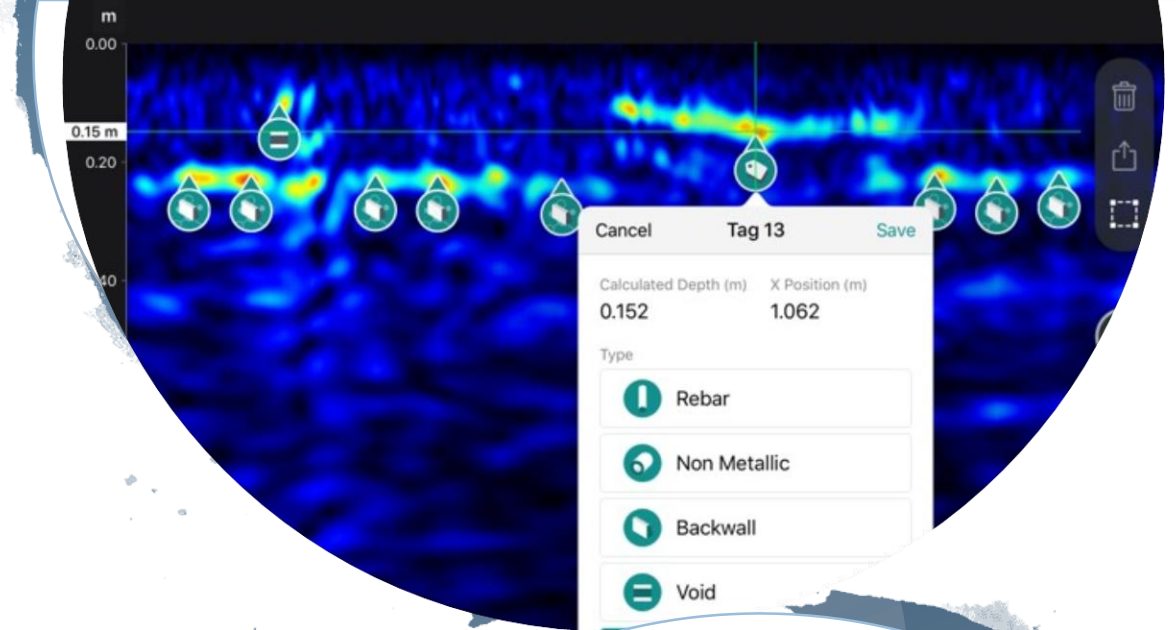 m
0.00
0.15 m
0.20
40
Cancel Tag 13 Save
Calculated Depth (m) X Position (m)
0.152 1.062
Type
Rebar
Non Metallic
Backwall
Void